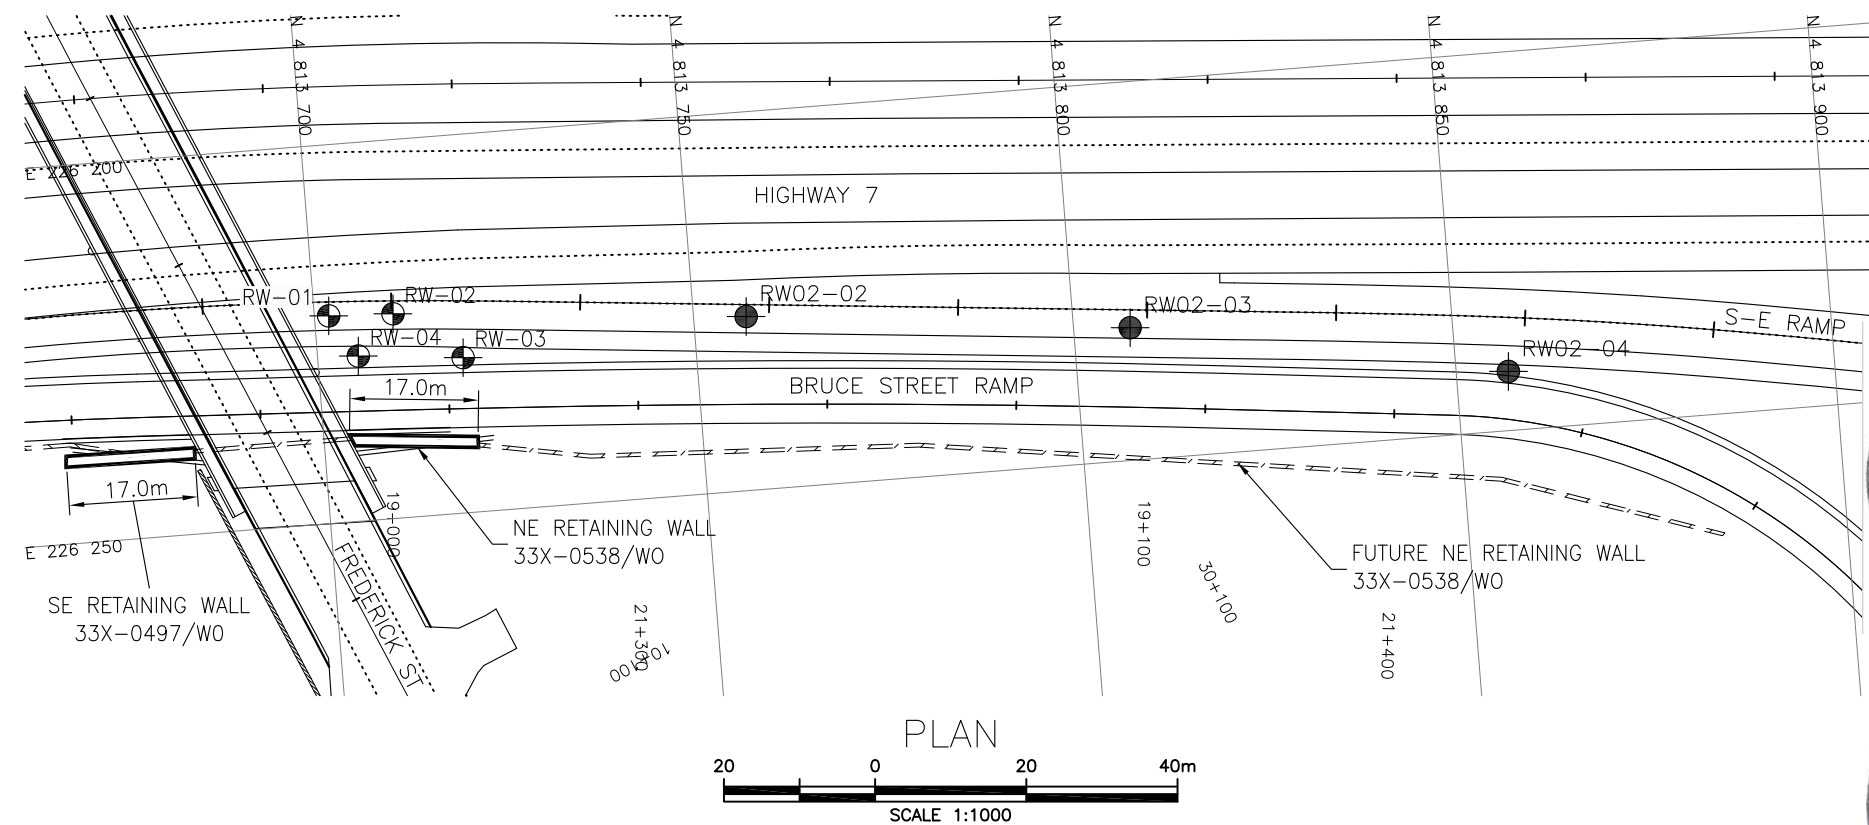 N 4 813 700
N 4 813 750
N 4 813 800
N 4 813 850
N 4 813 900
E 226 200
HIGHWAY 7
RW-01
RW-02
RW02-02
RW02-03
S-E RAMP
RW-04
RW-03
RW02-04
17.0m
BRUCE STREET RAMP
17.0m
19+000
NE RETAINING WALL
33X-0538/WO
19+100
E 226 250
FREDERICK ST
FUTURE NE RETAINING WALL
33X-0538/WO
30+100
SE RETAINING WALL
33X-0497/WO
21+300
10+100
21+400
PLAN
20 0 20 40m
SCALE 1:1000